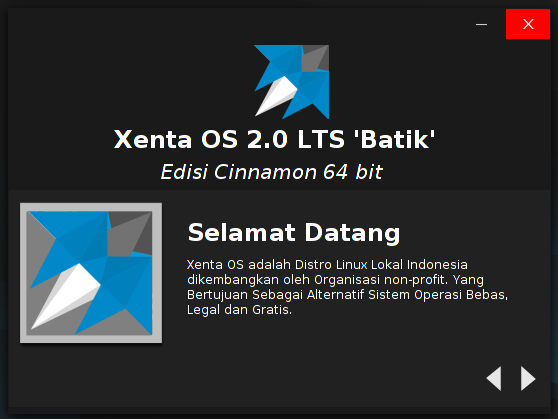 Xenta OS 2.0 LTS 'Batik'
Edisi Cinnamon 64 bit
Selamat Datang
Xenta OS adalah Distro Linux Lokal Indonesia
dikembangkan oleh Organisasi non-profit. Yang
Bertujuan Sebagai Alternatif Sistem Operasi Bebas,
Legal dan Gratis.